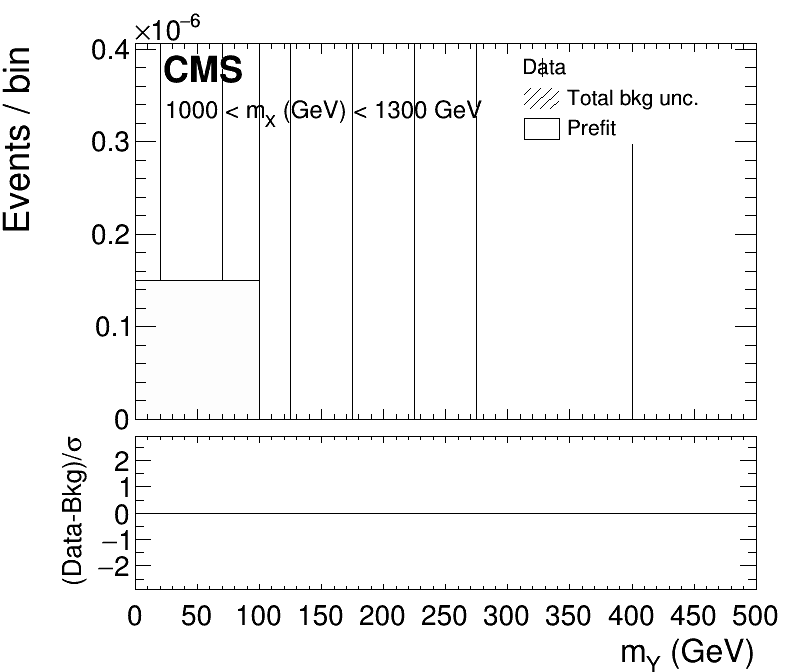 ×10⁻⁶
Events / bin
0.4
0.3
0.2
0.1
0
CMS
1000 < mX (GeV) < 1300 GeV
Data
Total bkg unc.
Prefit
(Data-Bkg)/σ
2
1
0
−1
−2
0 50 100 150 200 250 300 350 400 450 500
mY (GeV)